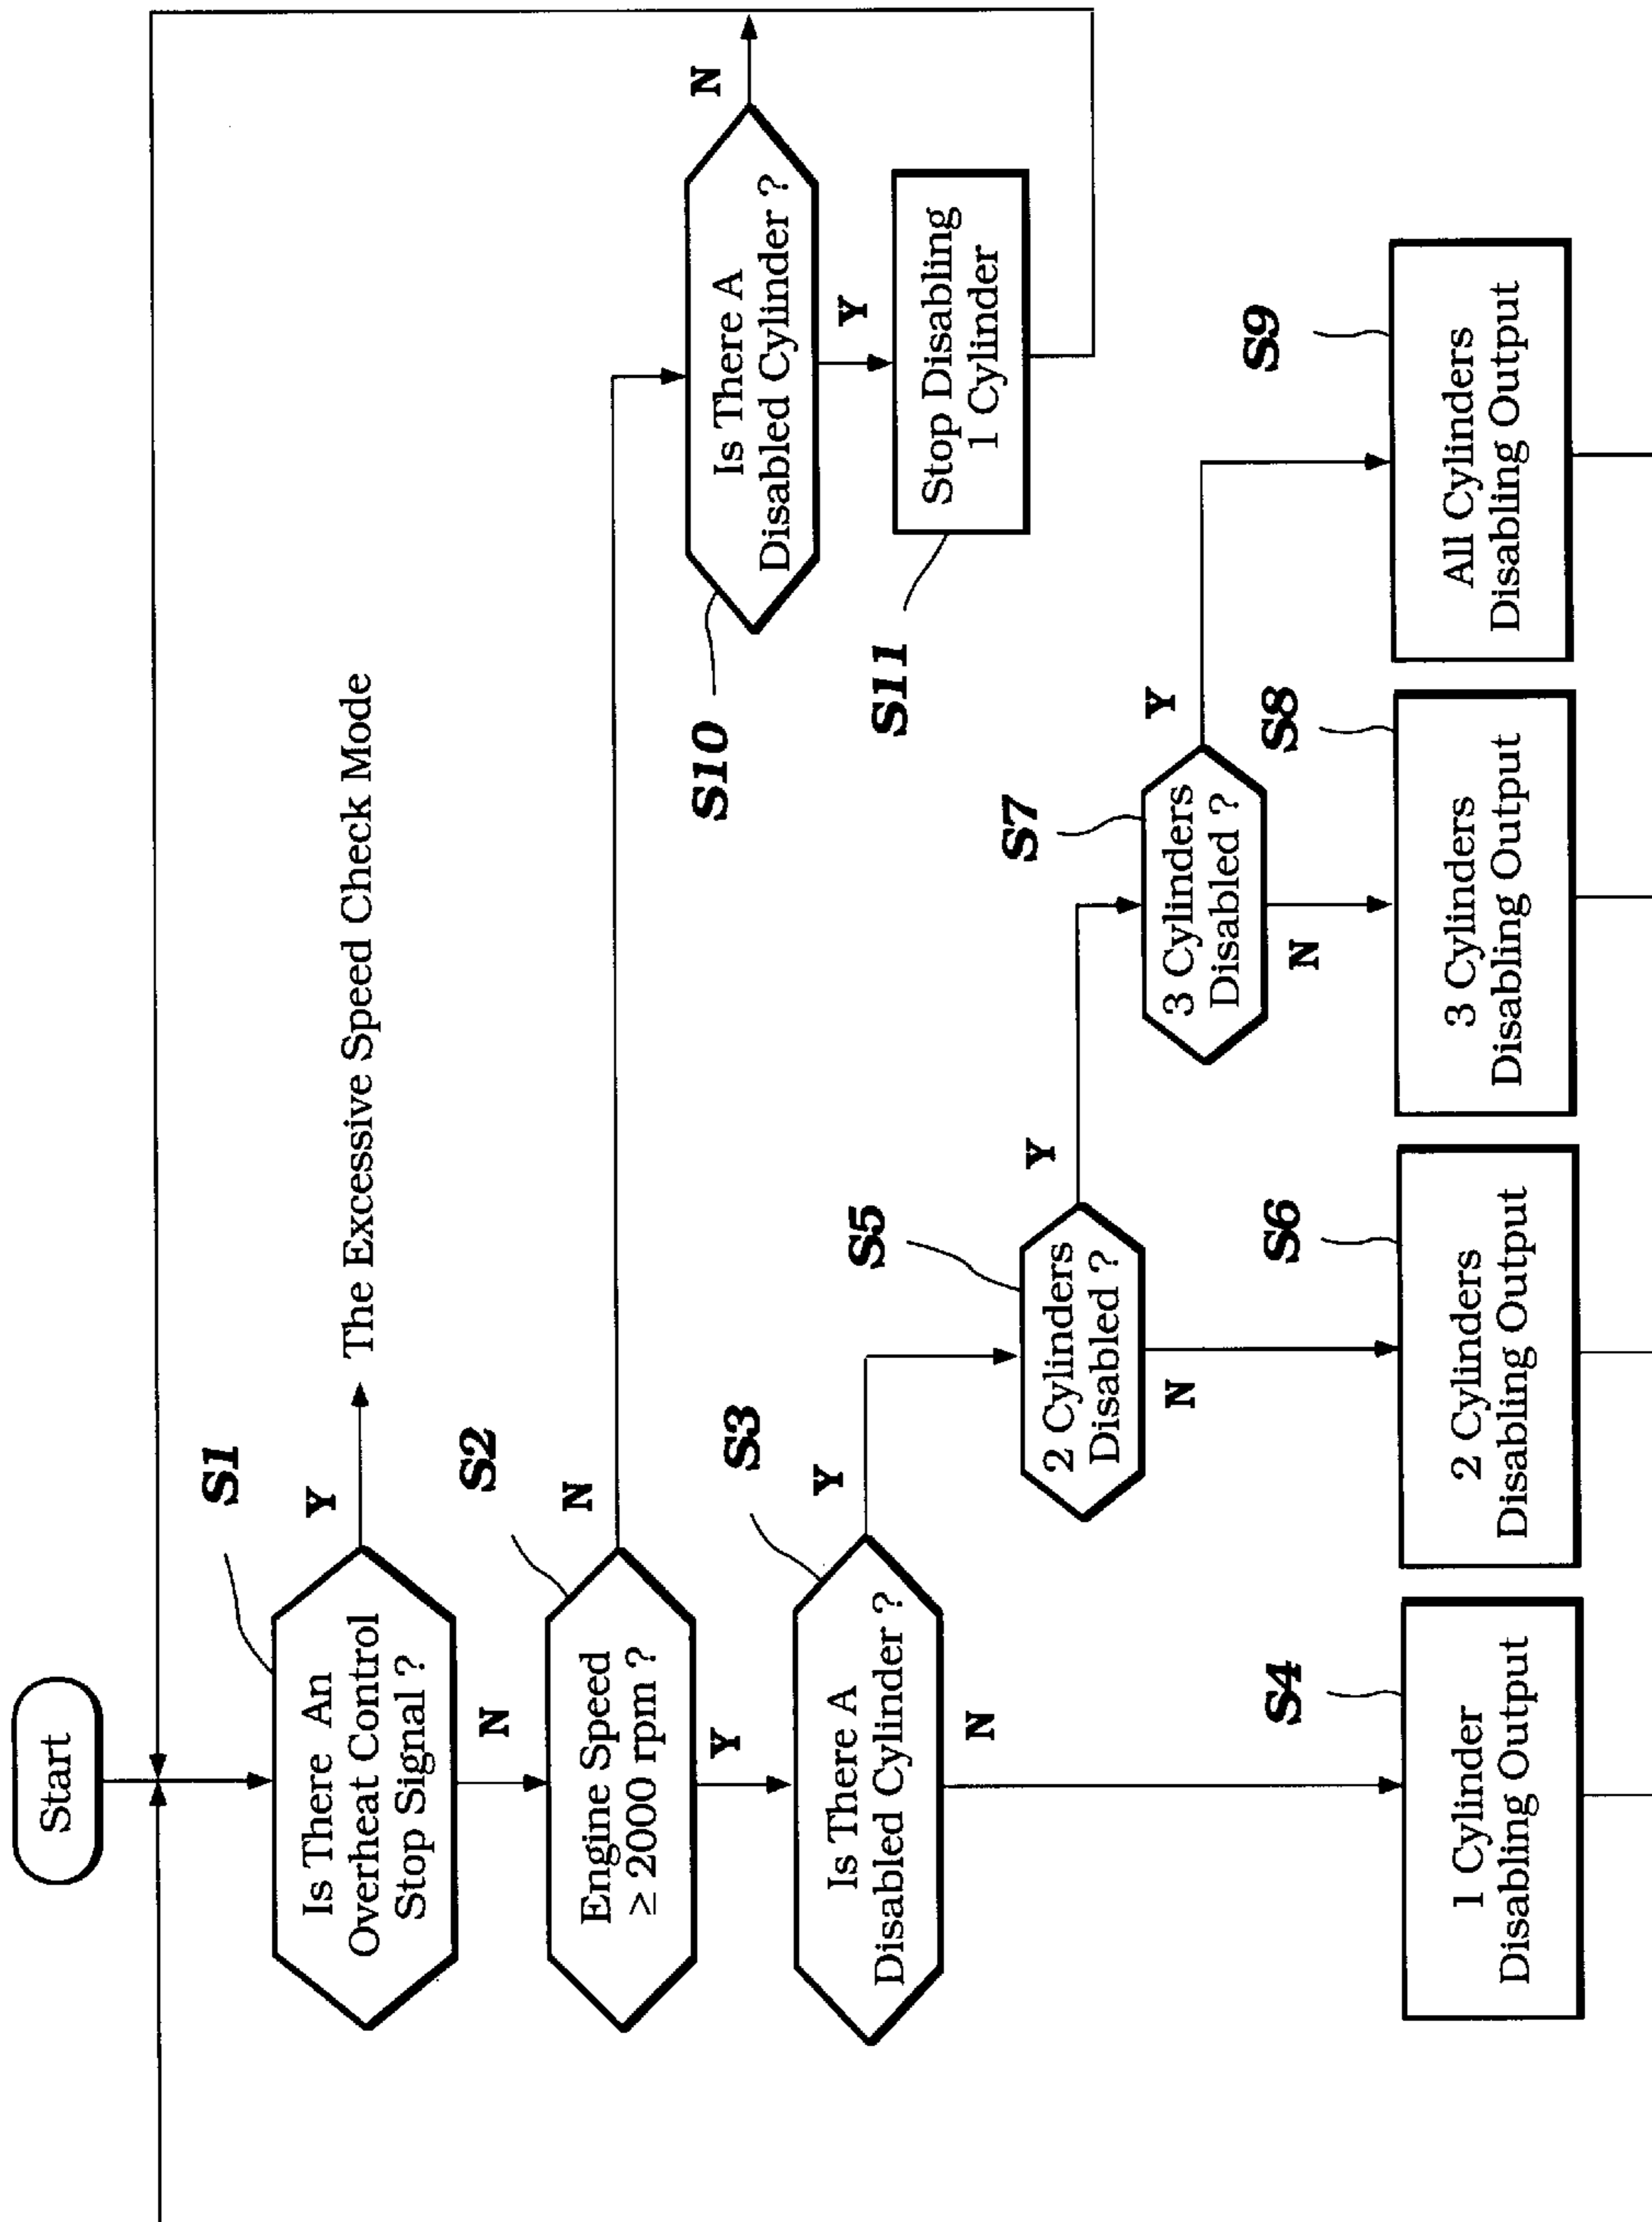 Start
S1
Is There An
Overheat Control
Stop Signal ?
Y
The Excessive Speed Check Mode
N
S2
Engine Speed
≥ 2000 rpm ?
N
Y
S3
Is There A
Disabled Cylinder ?
Y
N
S10
Is There A
Disabled Cylinder ?
N
Y
S11
Stop Disabling
1 Cylinder
S5
2 Cylinders
Disabled ?
Y
N
S7
3 Cylinders
Disabled ?
Y
N
S4
1 Cylinder
Disabling Output
S6
2 Cylinders
Disabling Output
S8
3 Cylinders
Disabling Output
S9
All Cylinders
Disabling Output